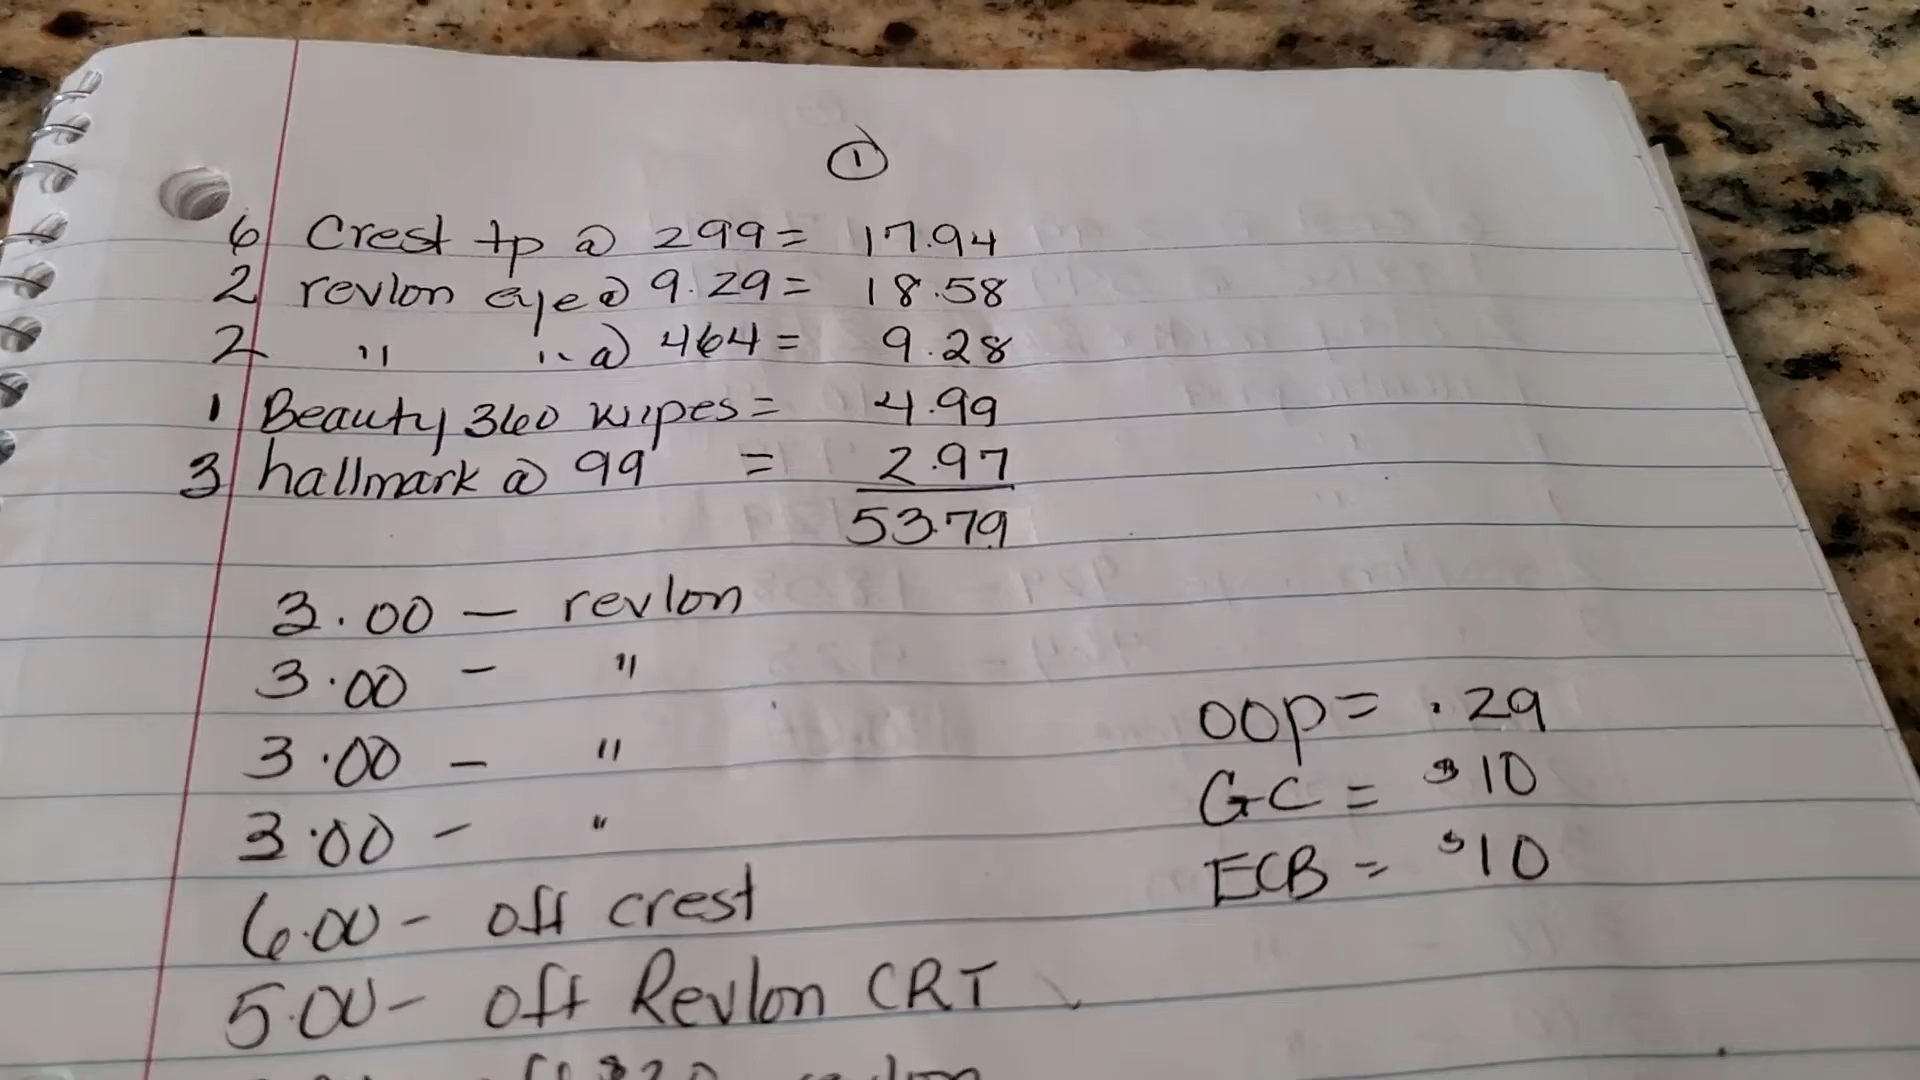 ①
6 Crest tp @ 299 = 17.94
2 revlon eye @ 9.29 = 18.58
2 " " @ 464 = 9.28
1 Beauty 360 wipes = 4.99
3 hallmark @ 99 = 2.97
53.79
3.00 — revlon
3.00 - "
3.00 - "
3.00 - "
6.00 - off crest
5.00 - off Revlon CRT
OOP = .29
GC = $10
ECB = $10
$20 revlon